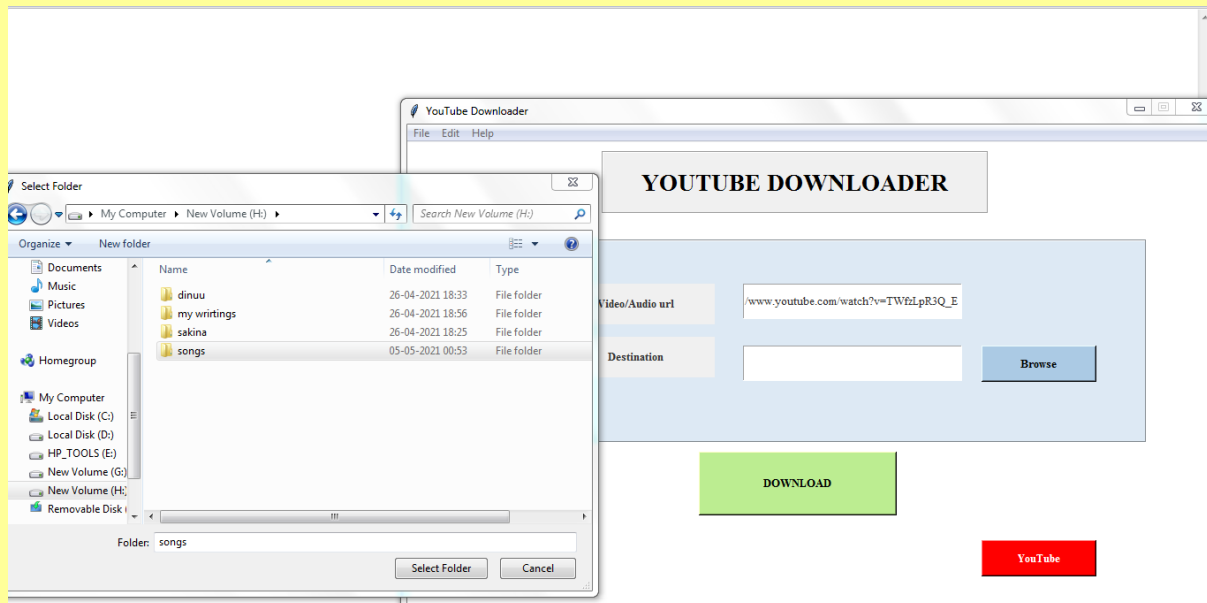 YouTube Downloader
File Edit Help
YOUTUBE DOWNLOADER
Video/Audio url
/www.youtube.com/watch?v=TWfzLpR3Q_E
Destination
Browse
DOWNLOAD
YouTube
Select Folder
My Computer New Volume (H:)
Search New Volume (H:)
Organize New folder
Documents
Music
Pictures
Videos
Homegroup
My Computer
Local Disk (C:)
Local Disk (D:)
HP_TOOLS (E:)
New Volume (G:)
New Volume (H:
Removable Disk
Name Date modified Type
dinuu 26-04-2021 18:33 File folder
my wrirtings 26-04-2021 18:56 File folder
sakina 26-04-2021 18:25 File folder
songs 05-05-2021 00:53 File folder
Folder: songs
Select Folder Cancel